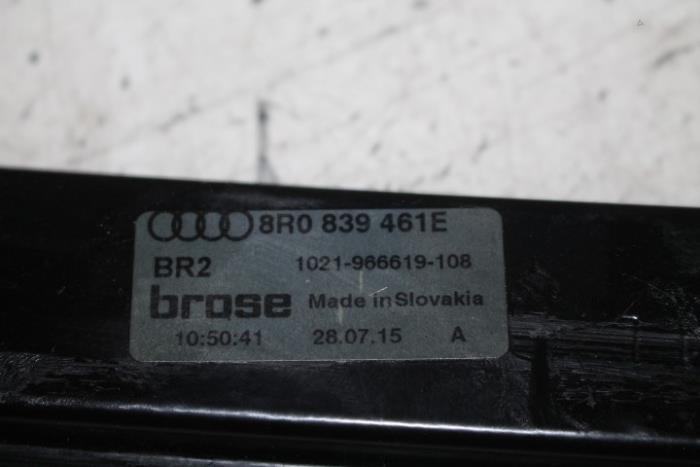 8R0 839 461E
BR2 1021-966619-108
brose Made in Slovakia
10:50:41 28.07.15 A